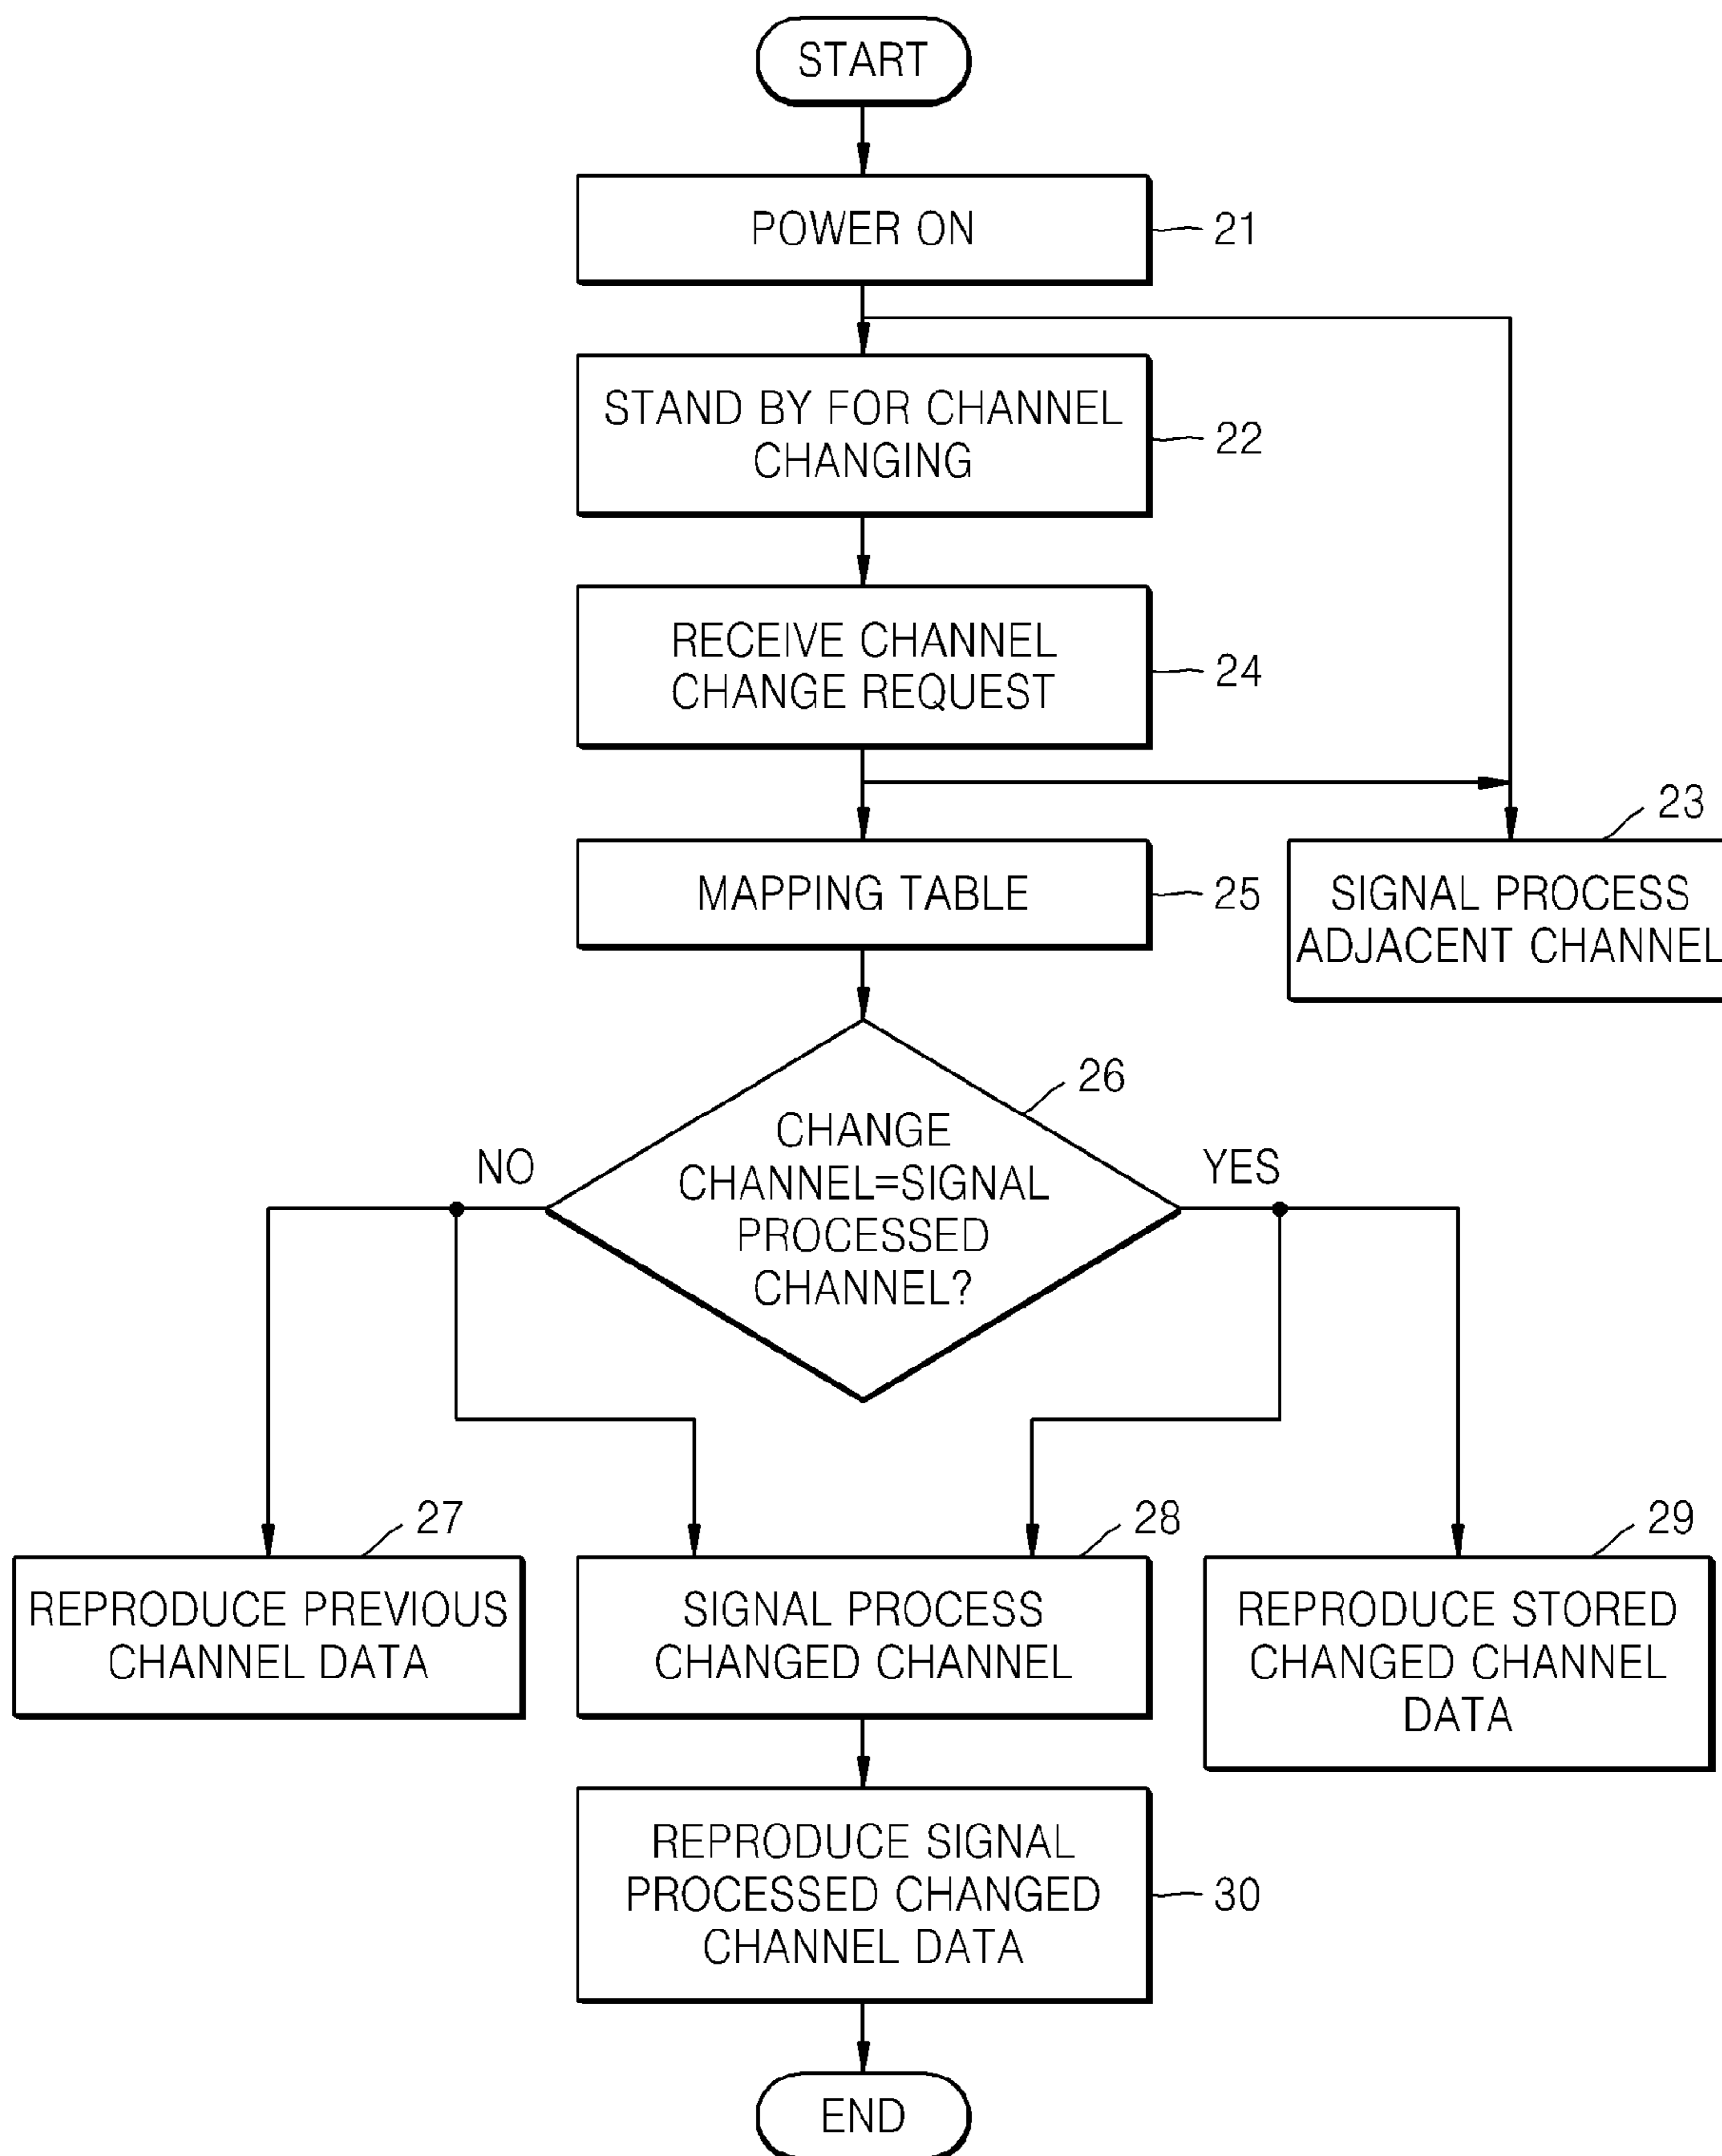 START
POWER ON
21
STAND BY FOR CHANNEL
CHANGING
22
RECEIVE CHANNEL
CHANGE REQUEST
24
23
MAPPING TABLE
25
SIGNAL PROCESS
ADJACENT CHANNEL
26
CHANGE
CHANNEL=SIGNAL
PROCESSED
CHANNEL?
NO
YES
27
28
29
REPRODUCE PREVIOUS
CHANNEL DATA
SIGNAL PROCESS
CHANGED CHANNEL
REPRODUCE STORED
CHANGED CHANNEL
DATA
REPRODUCE SIGNAL
PROCESSED CHANGED
CHANNEL DATA
30
END